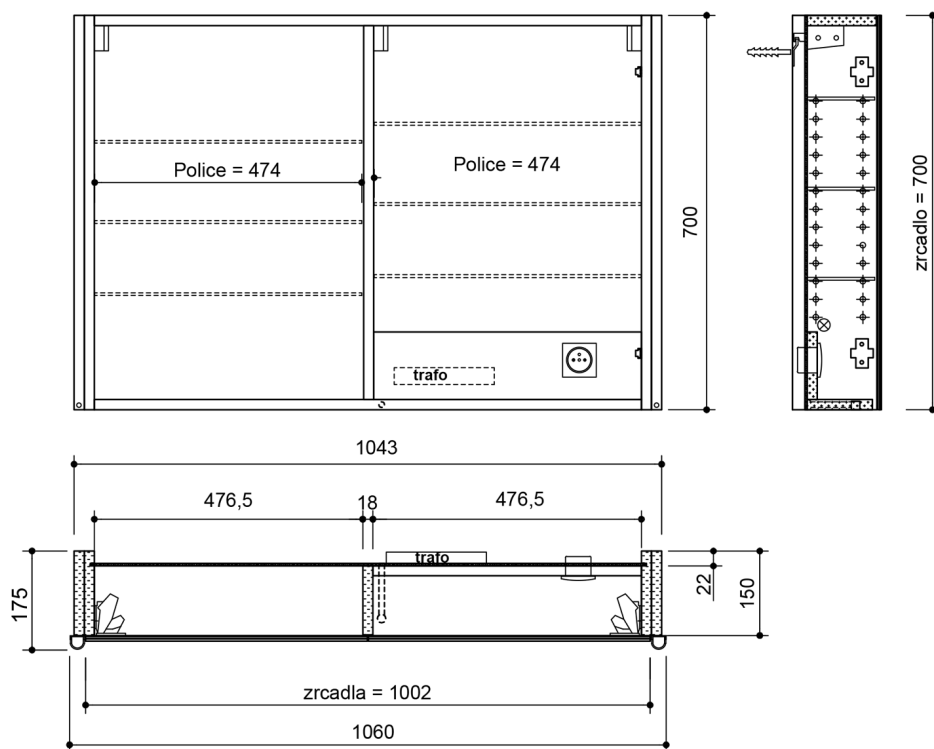 Police = 474
Police = 474
700
zrcadlo = 700
trafo
1043
476,5
18
476,5
trafo
175
22
150
zrcadla = 1002
1060